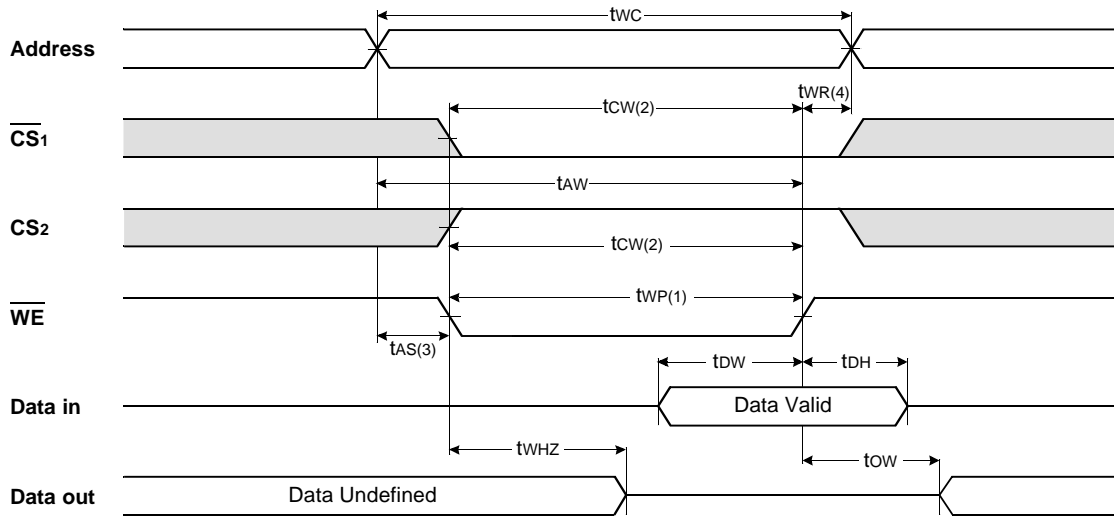 tWC
Address
tCW(2)
tWR(4)
CS1
tAW
CS2
tCW(2)
tWP(1)
WE
tAS(3)
tDW
tDH
Data in
Data Valid
tWHZ
tOW
Data out
Data Undefined